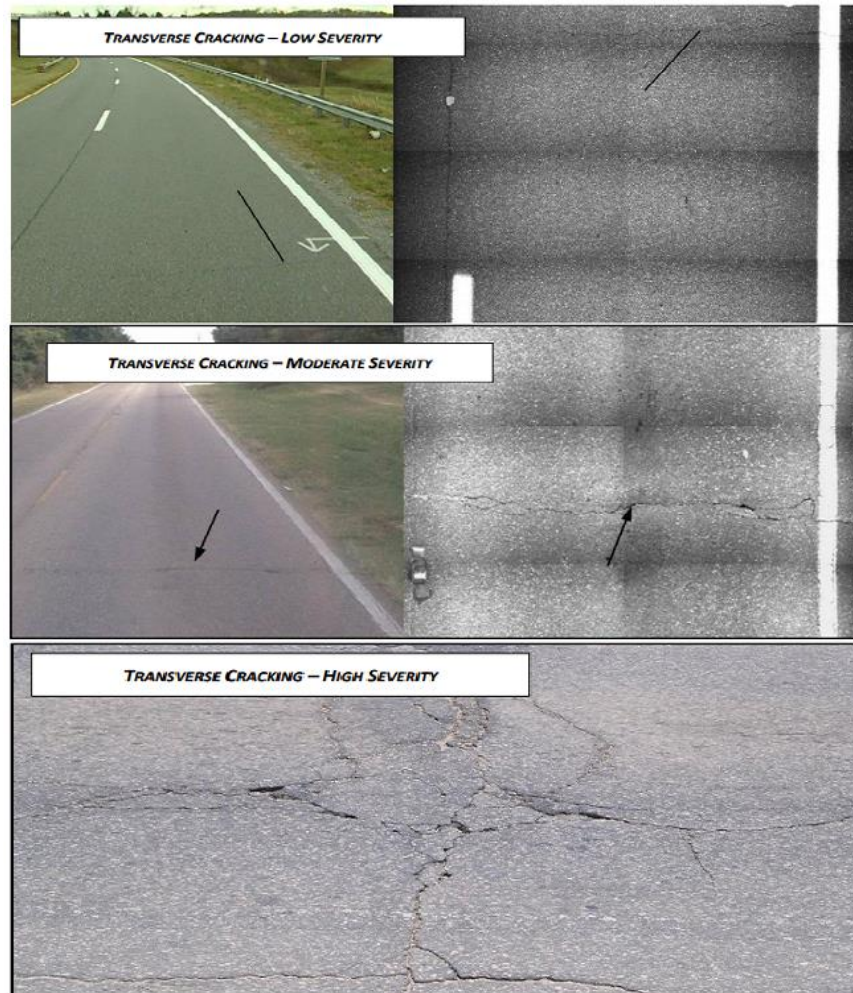 TRANSVERSE CRACKING – LOW SEVERITY
TRANSVERSE CRACKING – MODERATE SEVERITY
TRANSVERSE CRACKING – HIGH SEVERITY